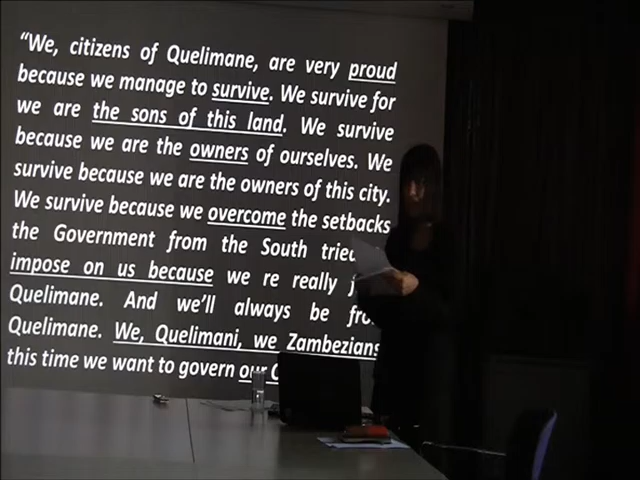 “We, citizens of Quelimane, are very proud
because we manage to survive. We survive for
we are the sons of this land. We survive
because we are the owners of ourselves. We
survive because we are the owners of this city.
We survive because we overcome the setbacks
the Government from the South
impose on us because we re really
Quelimane. And we’ll always be
Quelimane. We, Quelimani, we Zambezians
this time we want to govern